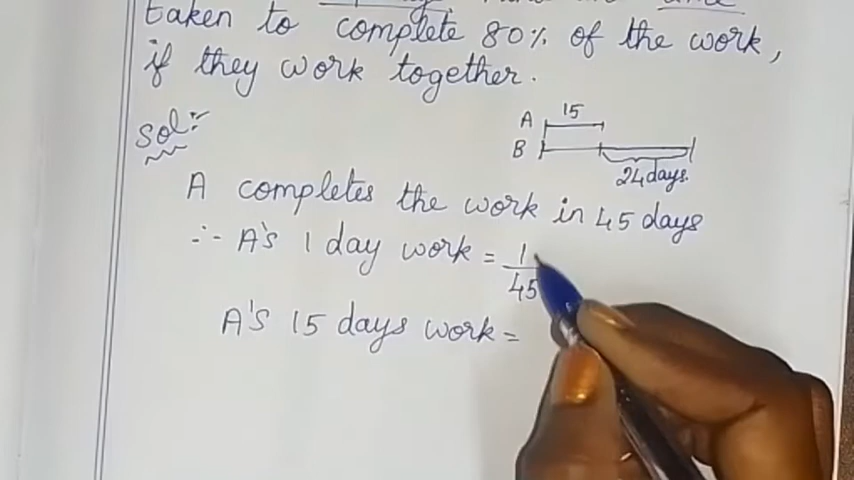 taken to complete 80% of the work,
if they work together.
Sol:-
A 15
B
24 days.
A completes the work in 45 days
∴ A's 1 day work = 1/45
A's 15 days work =